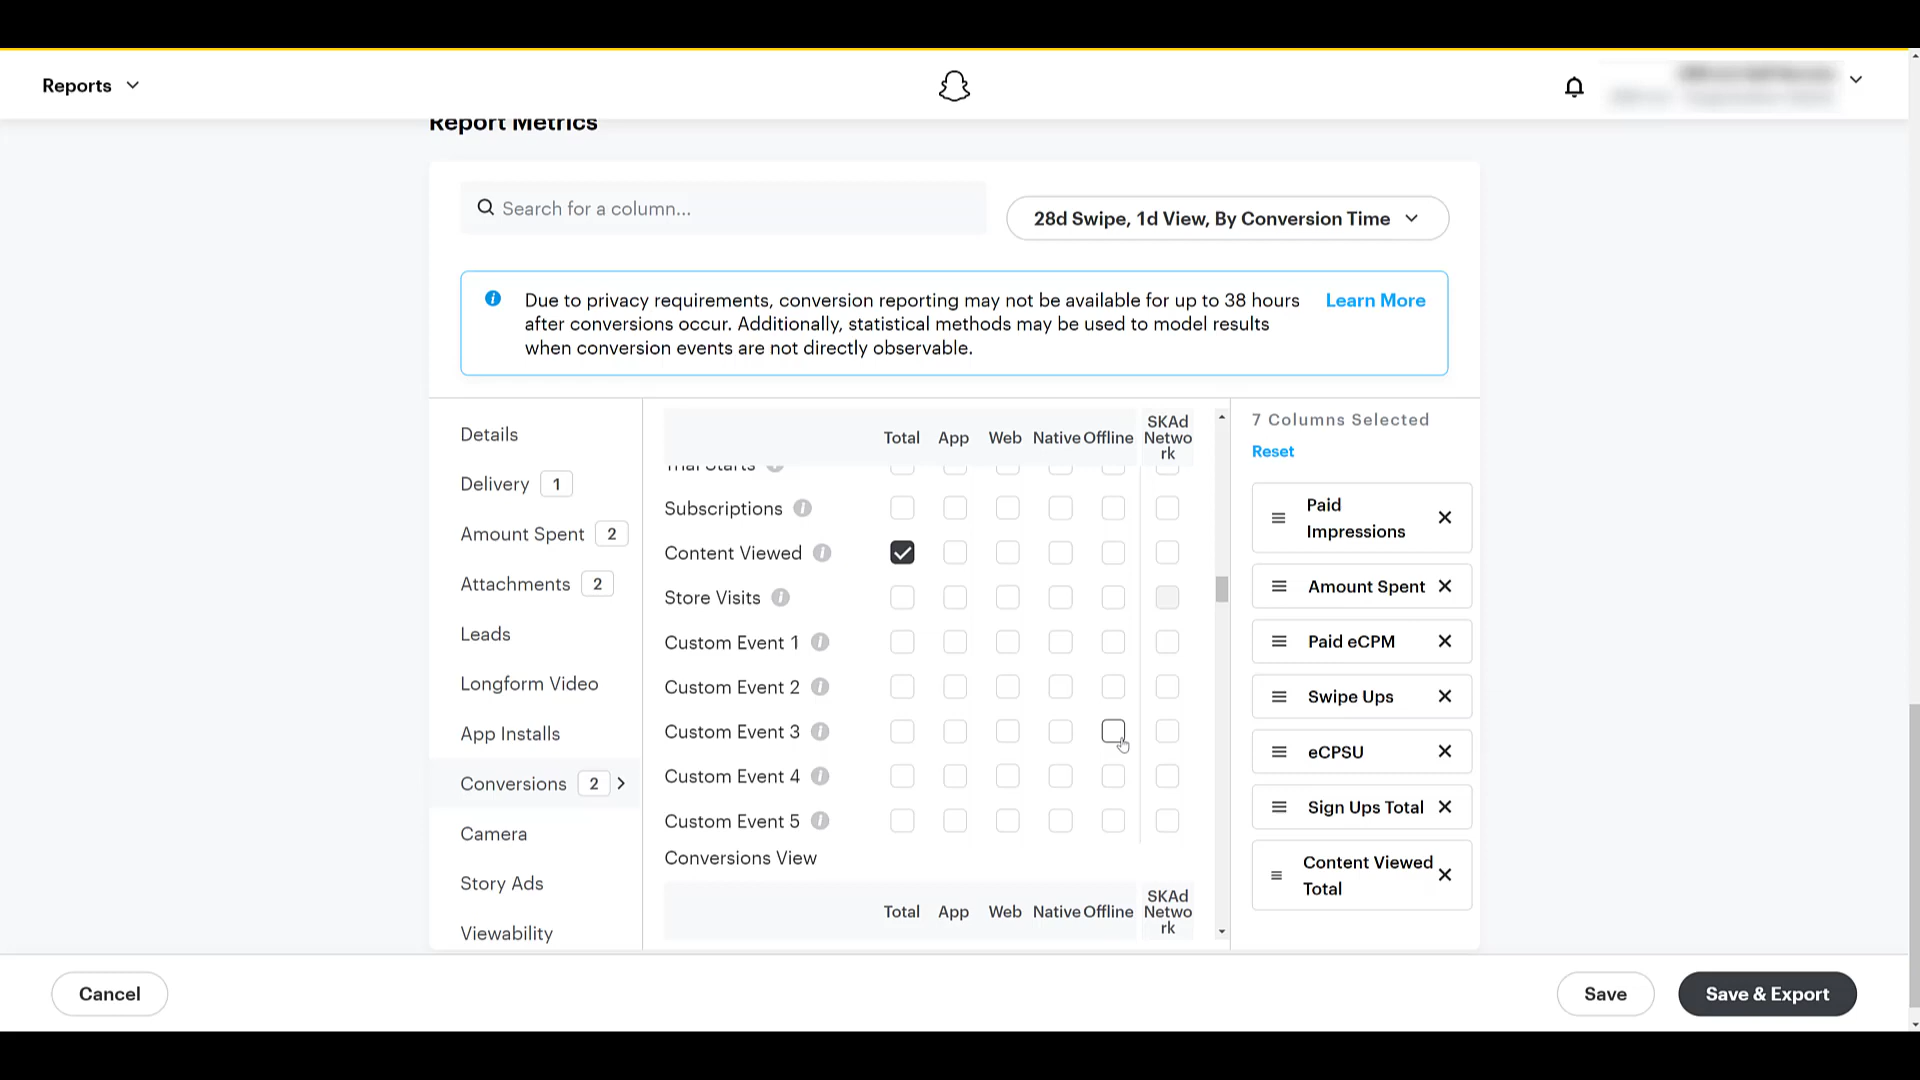 Reports
Report Metrics
Search for a column...
28d Swipe, 1d View, By Conversion Time
Due to privacy requirements, conversion reporting may not be available for up to 38 hours
after conversions occur. Additionally, statistical methods may be used to model results
when conversion events are not directly observable.
Learn More
Details
Delivery 1
Amount Spent 2
Attachments 2
Leads
Longform Video
App Installs
Conversions 2
Camera
Story Ads
Viewability
Total App Web Native Offline SKAd
Netwo
rk
Trial Starts
Subscriptions
Content Viewed
Store Visits
Custom Event 1
Custom Event 2
Custom Event 3
Custom Event 4
Custom Event 5
Conversions View
Total App Web Native Offline SKAd
Netwo
rk
7 Columns Selected
Reset
Paid
Impressions
Amount Spent
Paid eCPM
Swipe Ups
eCPSU
Sign Ups Total
Content Viewed
Total
Cancel
Save
Save & Export